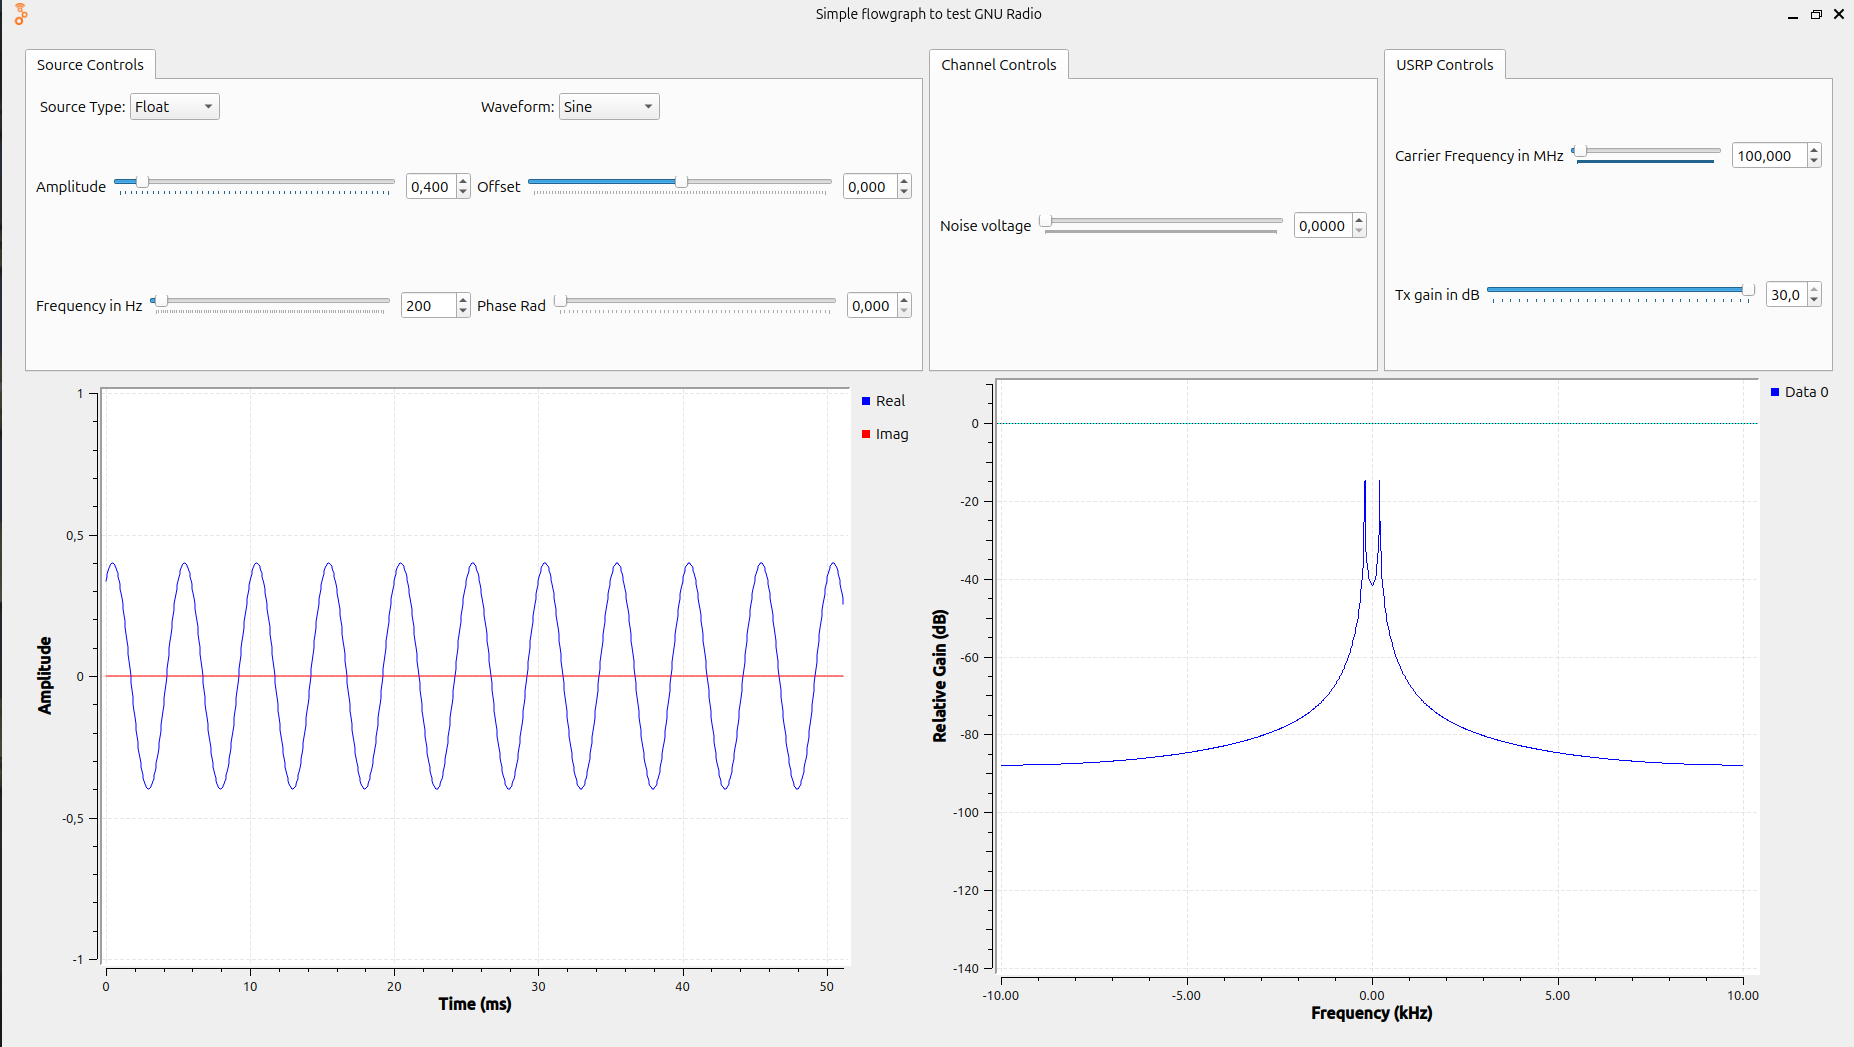 Simple flowgraph to test GNU Radio
Source Controls
Source Type: Float
Waveform: Sine
Amplitude 0,400
Offset 0,000
Frequency in Hz 200
Phase Rad 0,000
Channel Controls
Noise voltage 0,0000
USRP Controls
Carrier Frequency in MHz 100,000
Tx gain in dB 30,0
1
0,5
0
-0,5
-1
Amplitude
0 10 20 30 40 50
Time (ms)
Real
Imag
0
-20
-40
-60
-80
-100
-120
-140
Relative Gain (dB)
-10.00 -5.00 0.00 5.00 10.00
Frequency (kHz)
Data 0